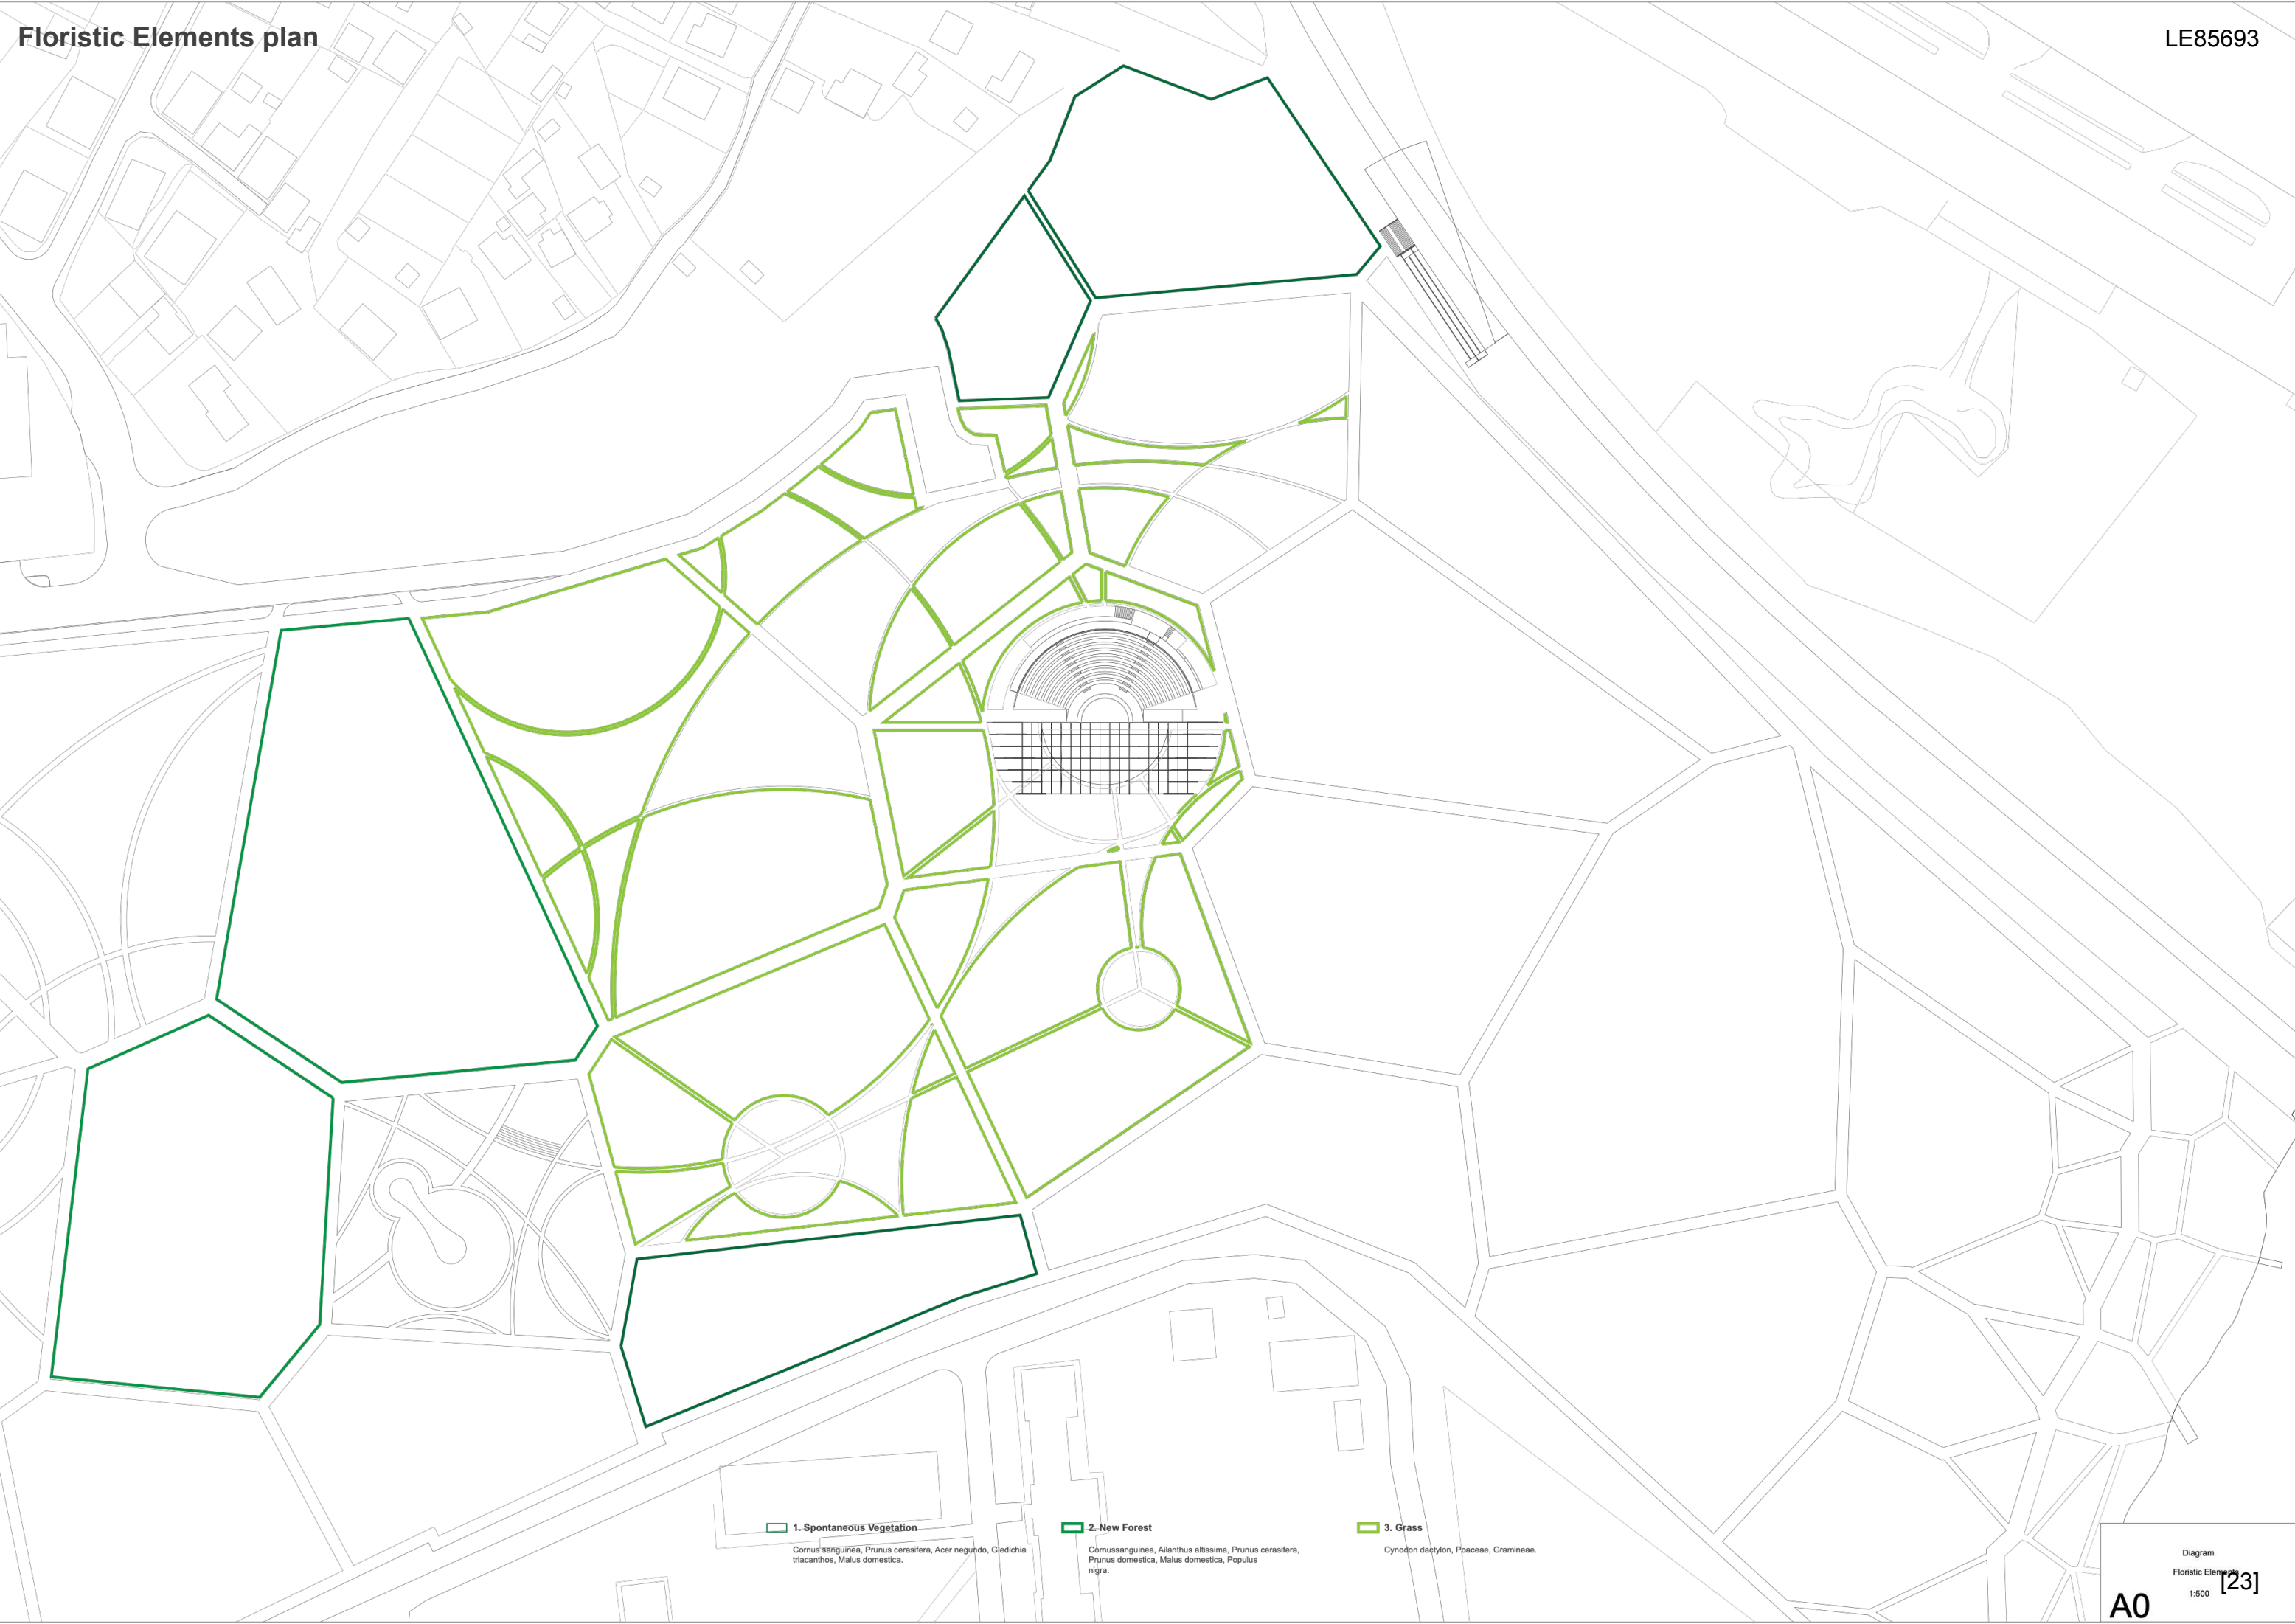 Floristic Elements plan
LE85693
1. Spontaneous Vegetation
Cornus sanguinea, Prunus cerasifera, Acer negundo, Gledichia
triacanthos, Malus domestica.
2. New Forest
Cornussanguinea, Ailanthus altissima, Prunus cerasifera,
Prunus domestica, Malus domestica, Populus
nigra.
3. Grass
Cynodon dactylon, Poaceae, Gramineae.
Diagram
Floristic Elements
[23]
1:500
A0